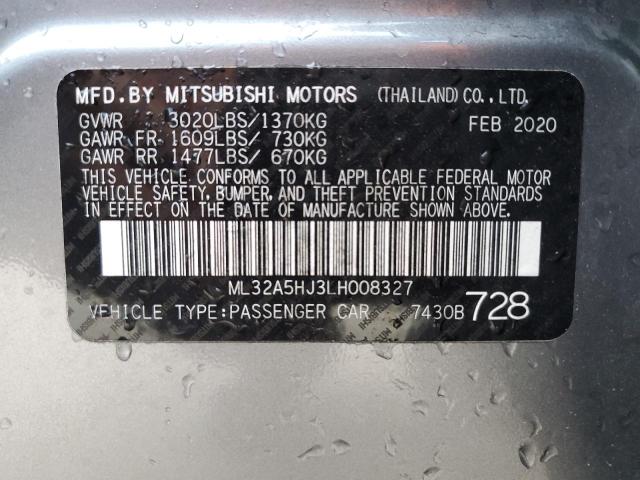 MFD.BY MITSUBISHI MOTORS (THAILAND)CO.,LTD.
GVWR 3020LBS/1370KG FEB 2020
GAWR FR 1609LBS/ 730KG
GAWR RR 1477LBS/ 670KG
THIS VEHICLE CONFORMS TO ALL APPLICABLE FEDERAL MOTOR
VEHICLE SAFETY, BUMPER, AND THEFT PREVENTION STANDARDS
IN EFFECT ON THE DATE OF MANUFACTURE SHOWN ABOVE.
ML32A5HJ3LH008327
VEHICLE TYPE:PASSENGER CAR 7430B 728